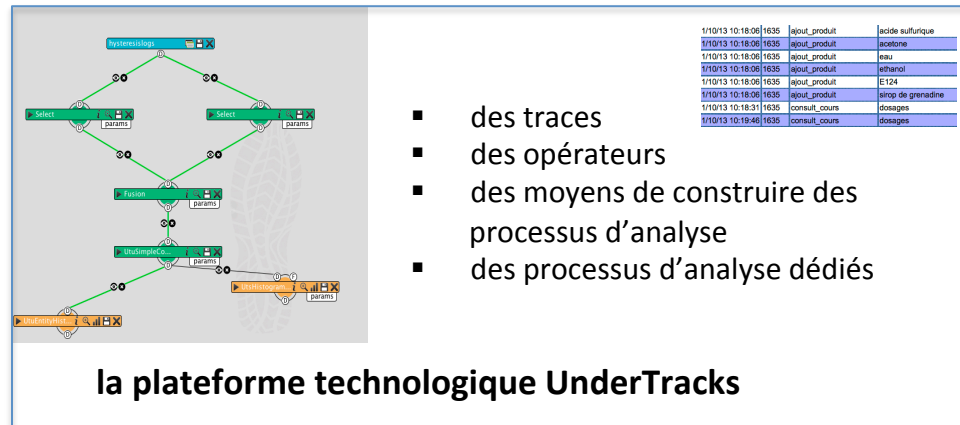 hysteresislogs
D
D
D
Select
i
params
Select
i
params
D
D
D
Fusion
i
params
D
D
UtuSimpleCo...
i
params
D
D
F
UtsHistogram...
i
params
D
D
UtuEntityHist...
i
D
1/10/13 10:18:06 1635 ajout_produit acide sulfurique
1/10/13 10:18:06 1635 ajout_produit acetone
1/10/13 10:18:06 1635 ajout_produit eau
1/10/13 10:18:06 1635 ajout_produit ethanol
1/10/13 10:18:06 1635 ajout_produit E124
1/10/13 10:18:06 1635 ajout_produit sirop de grenadine
1/10/13 10:18:31 1635 consult_cours dosages
1/10/13 10:19:46 1635 consult_cours dosages
▪ des traces
▪ des opérateurs
▪ des moyens de construire des
processus d’analyse
▪ des processus d’analyse dédiés
la plateforme technologique UnderTracks